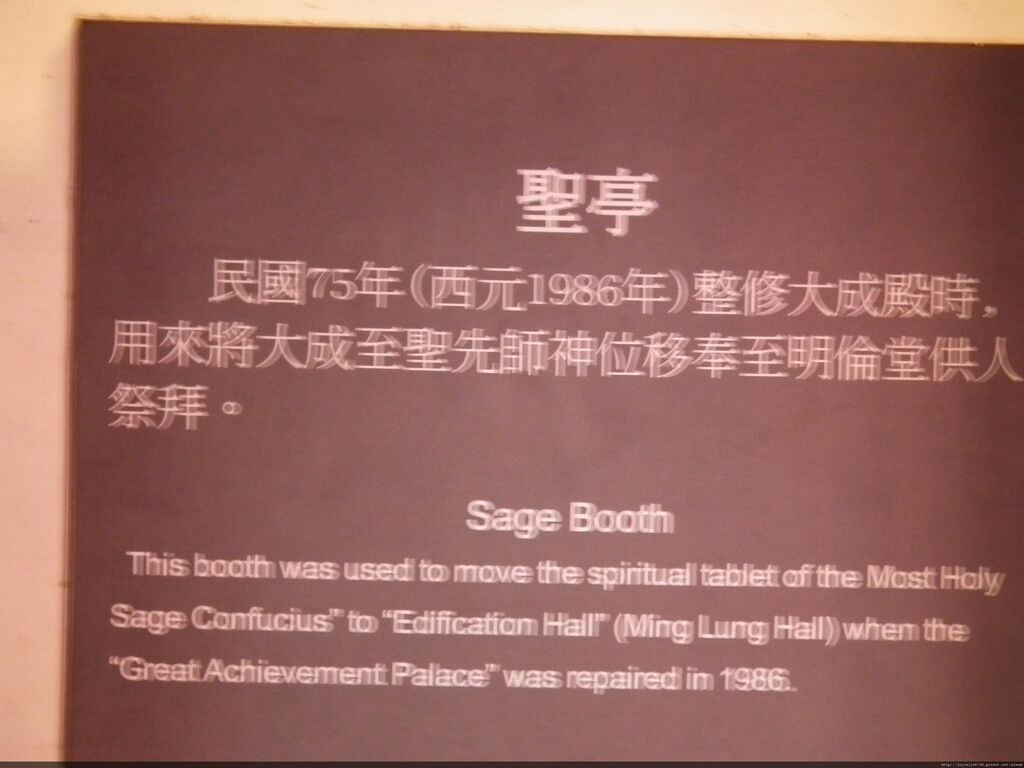 聖亭
民國75年(西元1986年)整修大成殿時，
用來將大成至聖先師神位移奉至明倫堂供人
祭拜。
Sage Booth
This booth was used to move the spiritual tablet of the Most Holy
Sage Confucius” to “Edification Hall” (Ming Lung Hall) when the
“Great Achievement Palace” was repaired in 1986.